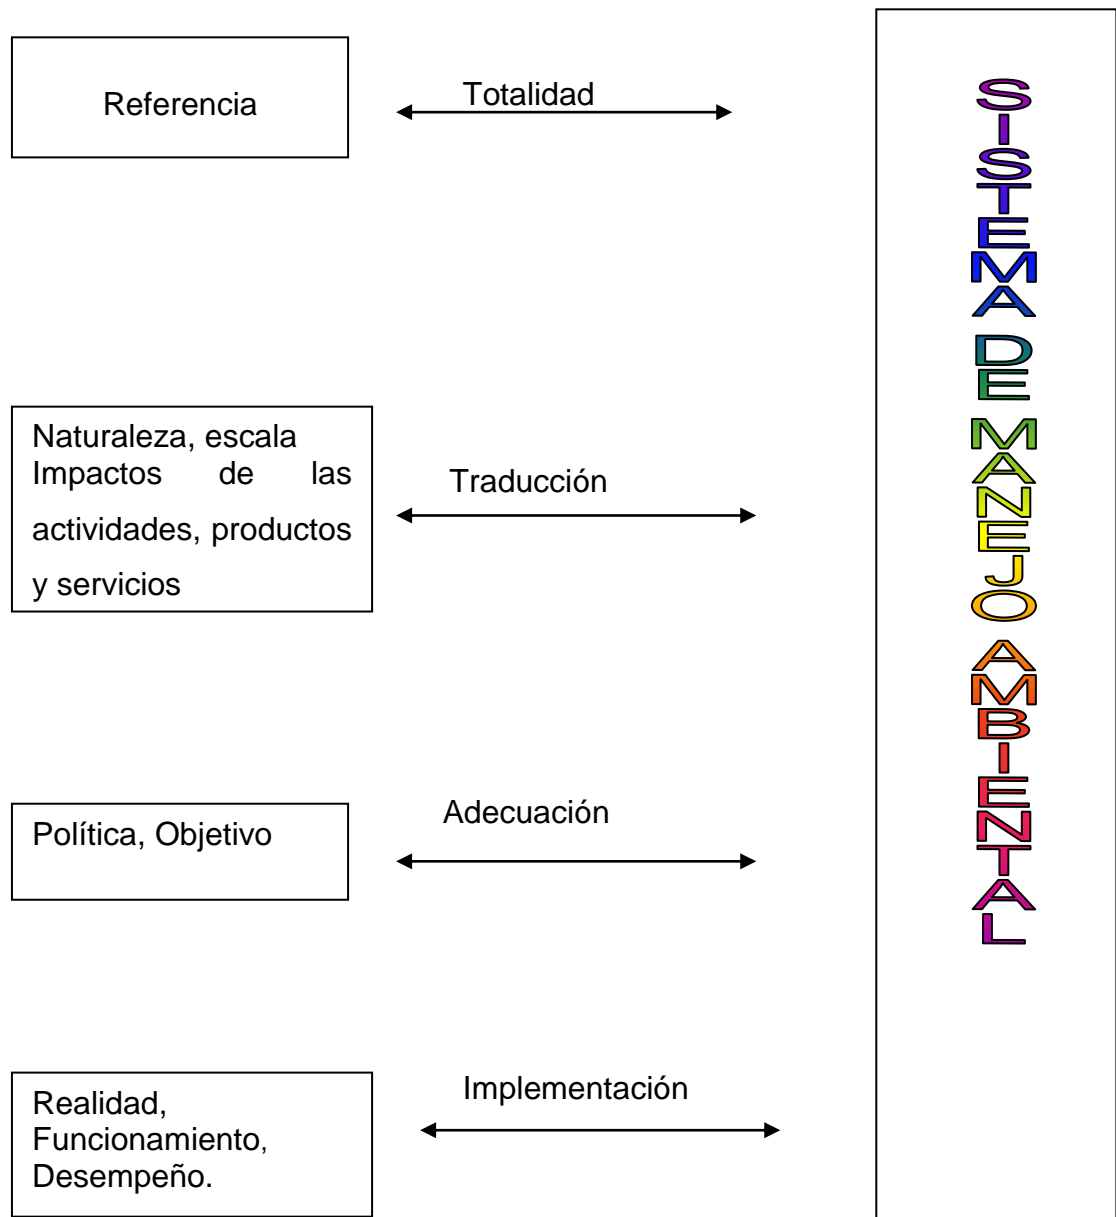 Referencia
Totalidad
Naturaleza, escala
Impactos de las
actividades, productos
y servicios
Traducción
Política, Objetivo
Adecuación
Realidad,
Funcionamiento,
Desempeño.
Implementación
SISTEMA DE MANEJO AMBIENTAL